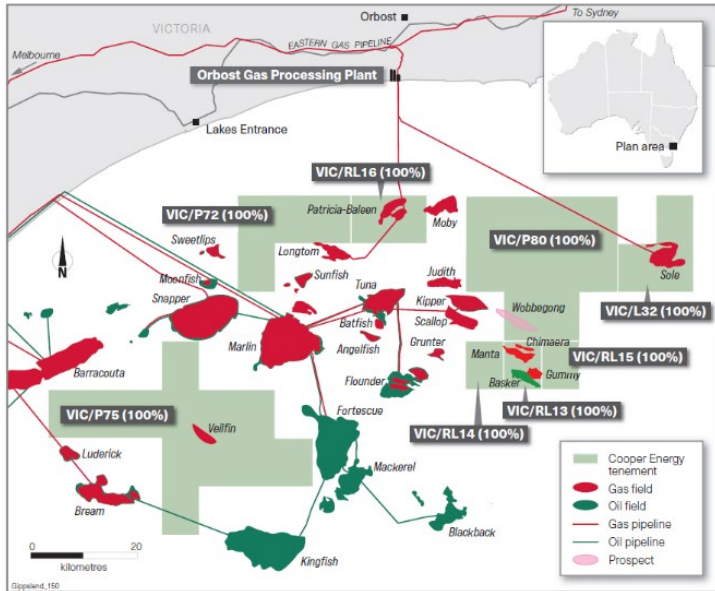 Orbost
To Sydney
VICTORIA
EASTERN GAS PIPELINE
Melbourne
Orbost Gas Processing Plant
Lakes Entrance
Plan area
VIC/RL16 (100%)
VIC/P72 (100%)
Patricia-Baleen
Moby
VIC/P80 (100%)
Sweetlips
Longtom
Sole
N
Moonfish
Sunfish
Judith
Tuna
Snapper
Kipper
VIC/L32 (100%)
Wobbegong
Batfish
Scallop
Marlin
Angelfish
Grunter
Chimaera
Manta
VIC/RL15 (100%)
Barracouta
Flounder
Basker
Gummy
Fortescue
VIC/RL13 (100%)
VIC/P75 (100%)
Vellfin
VIC/RL14 (100%)
Luderick
Mackerel
Bream
Blackback
Kingfish
0 20
kilometres
Cooper Energy
tenement
Gas field
Oil field
Gas pipeline
Oil pipeline
Prospect
Gippsland_150